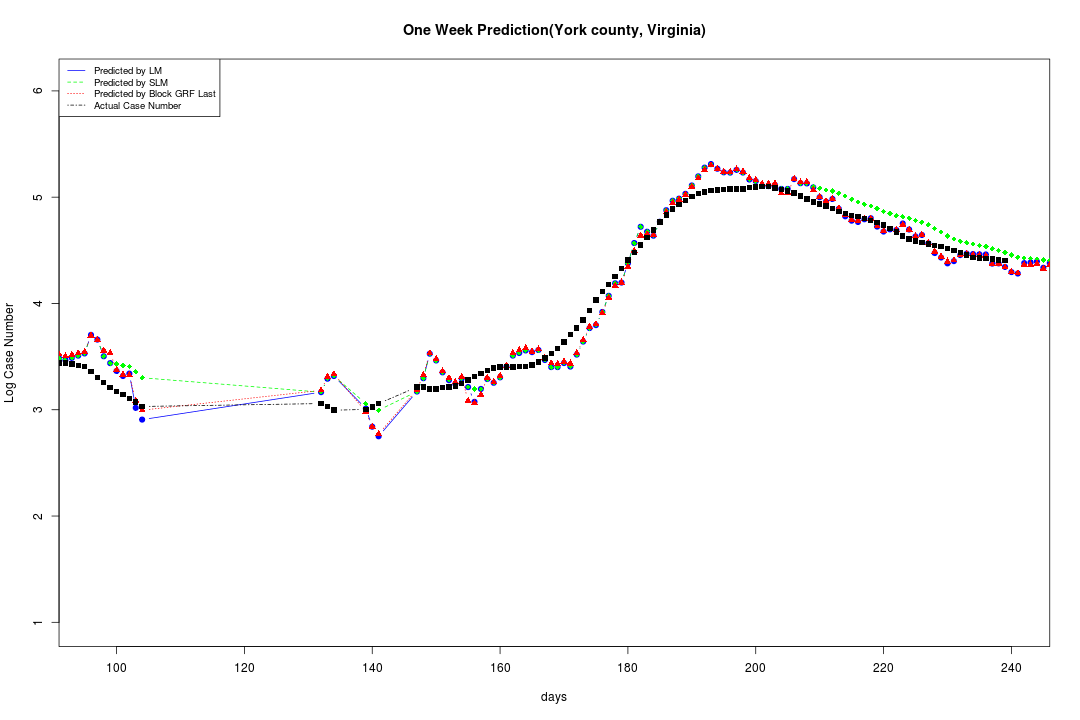 One Week Prediction(York county, Virginia)
Predicted by LM
Predicted by SLM
Predicted by Block GRF Last
Actual Case Number
Log Case Number
6
5
4
3
2
1
100 120 140 160 180 200 220 240
days